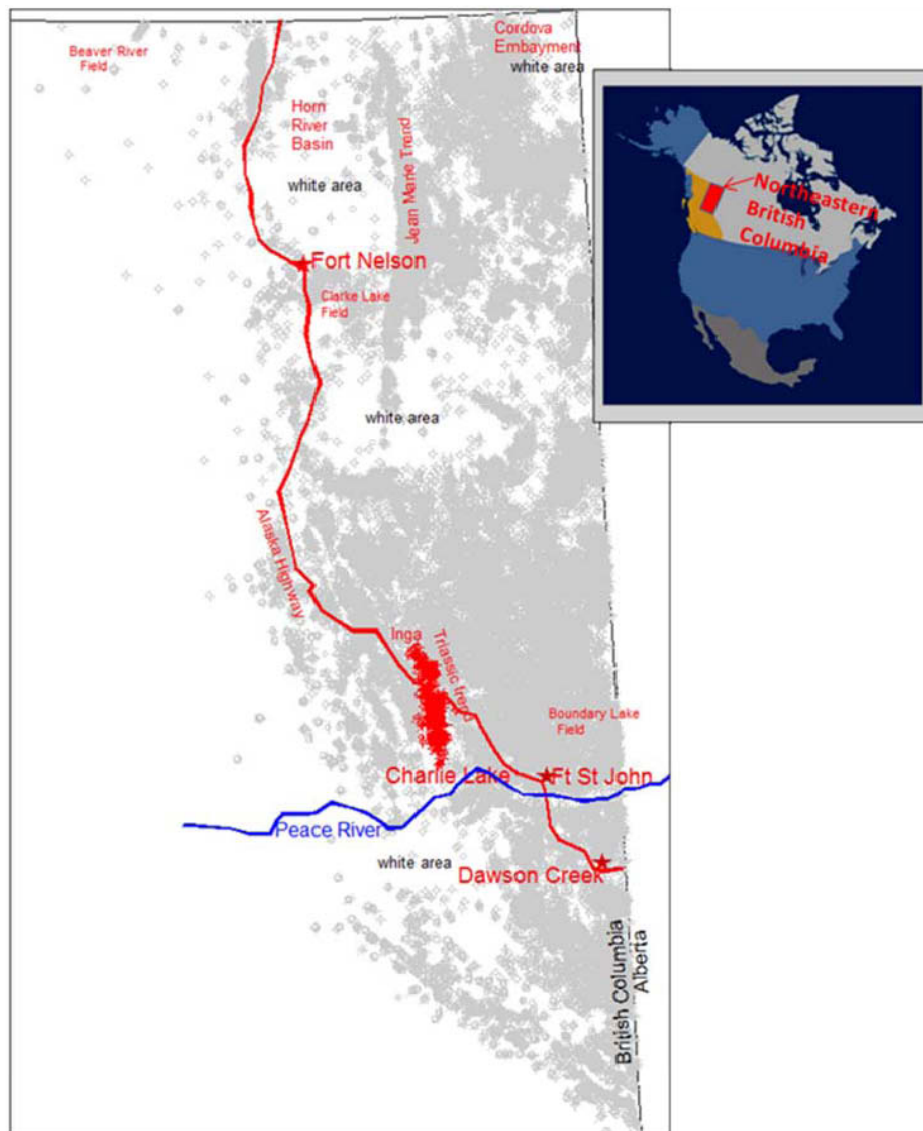 Beaver River
Field
Cordova
Embayment
white area
Horn
River
Basin
white area
Jean Marie Trend
Northeastern
British
Columbia
Fort Nelson
Clarke Lake
Field
white area
Alaska Highway
Inga
Triassic trend
Boundary Lake
Field
Charlie Lake
Ft St John
Peace River
white area
Dawson Creek
British Columbia
Alberta